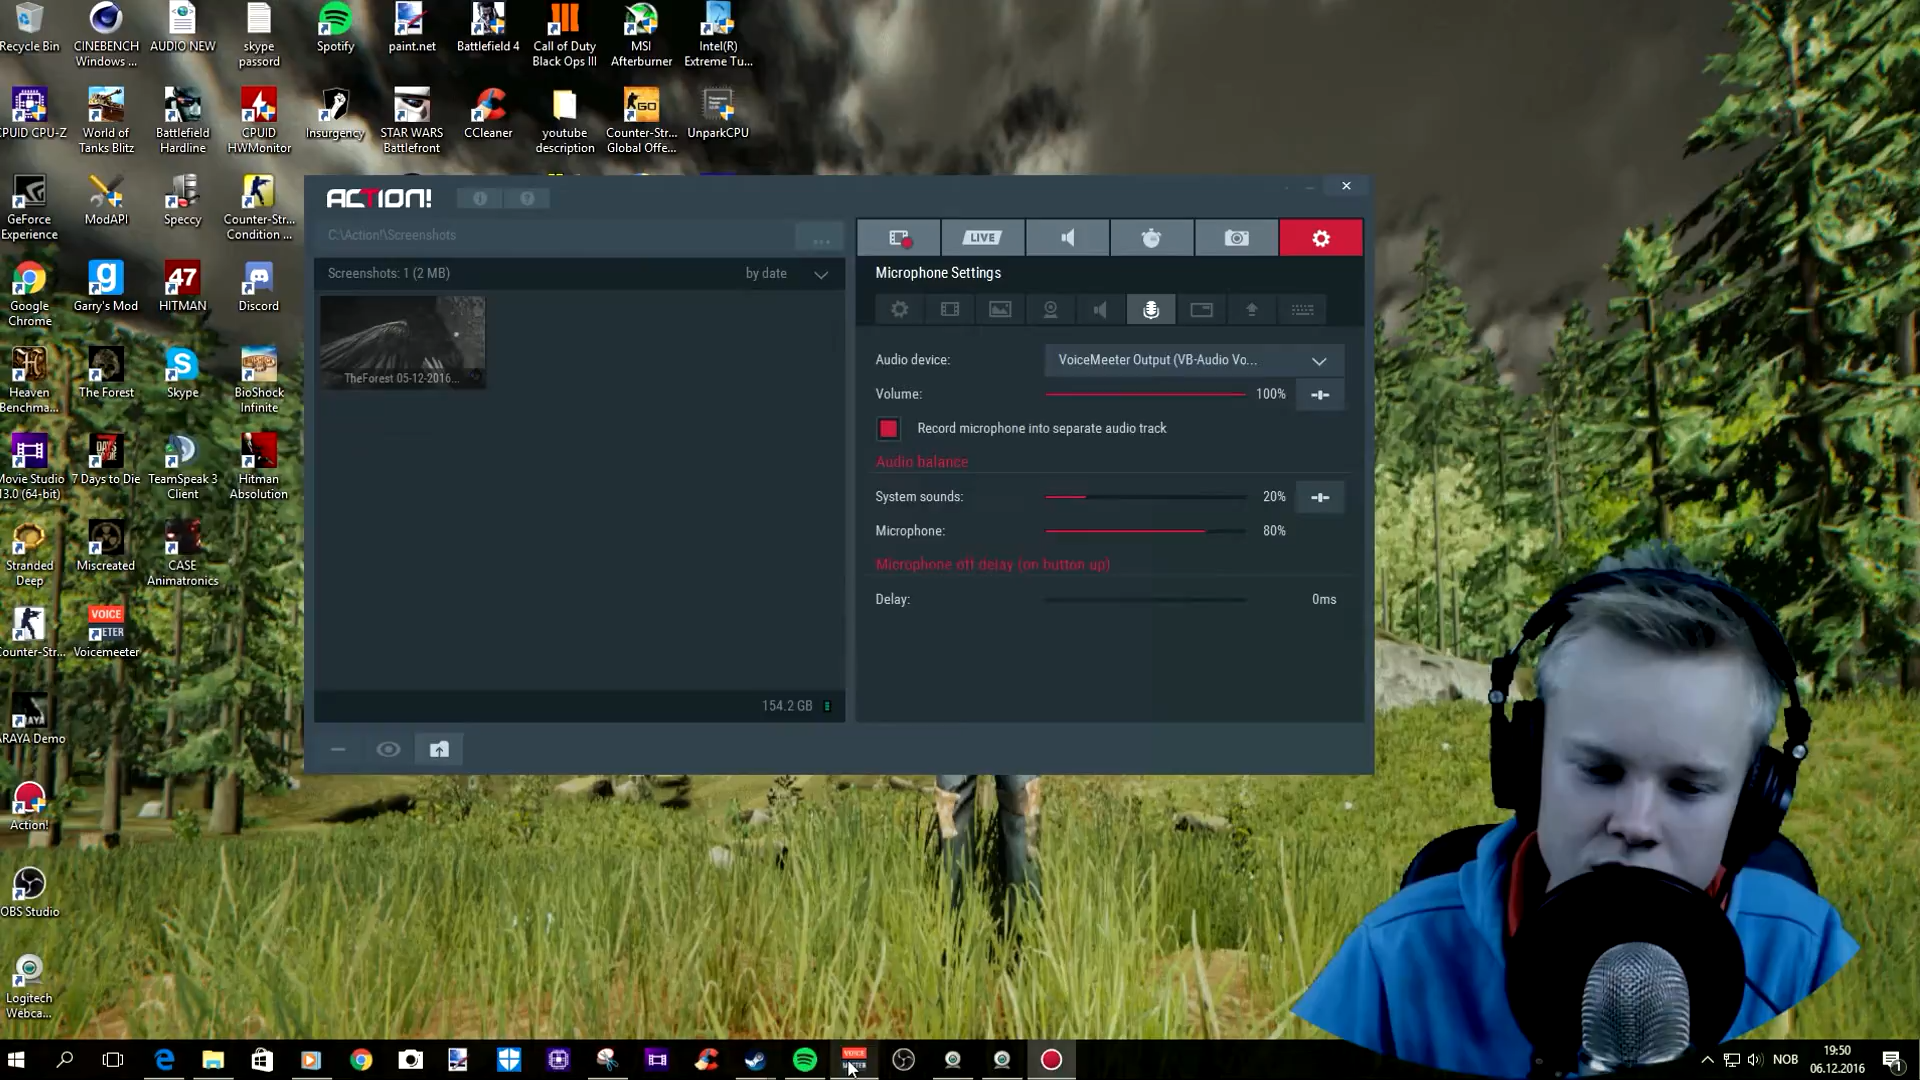 Recycle Bin
CINEBENCH
Windows ...
AUDIO NEW
skype
passord
Spotify
paint.net
Battlefield 4
Call of Duty
Black Ops III
MSI
Afterburner
Intel(R)
Extreme Tu...
CPUID CPU-Z
World of
Tanks Blitz
Battlefield
Hardline
CPUID
HWMonitor
Insurgency
STAR WARS
Battlefront
CCleaner
youtube
description
Counter-Str...
Global Offe...
UnparkCPU
GeForce
Experience
ModAPI
Speccy
Counter-Str...
Condition ...
Google
Chrome
Garry's Mod
HITMAN
Discord
Heaven
Benchma...
The Forest
Skype
BioShock
Infinite
Movie Studio
13.0 (64-bit)
7 Days to Die
TeamSpeak 3
Client
Hitman
Absolution
Stranded
Deep
Miscreated
CASE
Animatronics
Counter-Str...
Voicemeeter
ARAYA Demo
Action!
OBS Studio
Logitech
Webca...
ACTION!
C:\Action!\Screenshots
...
Screenshots: 1 (2 MB)
by date
TheForest 05-12-2016...
154.2 GB
LIVE
Microphone Settings
Audio device:
VoiceMeeter Output (VB-Audio Vo...
Volume:
100%
Record microphone into separate audio track
Audio balance
System sounds:
20%
Microphone:
80%
Microphone off delay (on button up)
Delay:
0ms
NOB
19:50
06.12.2016